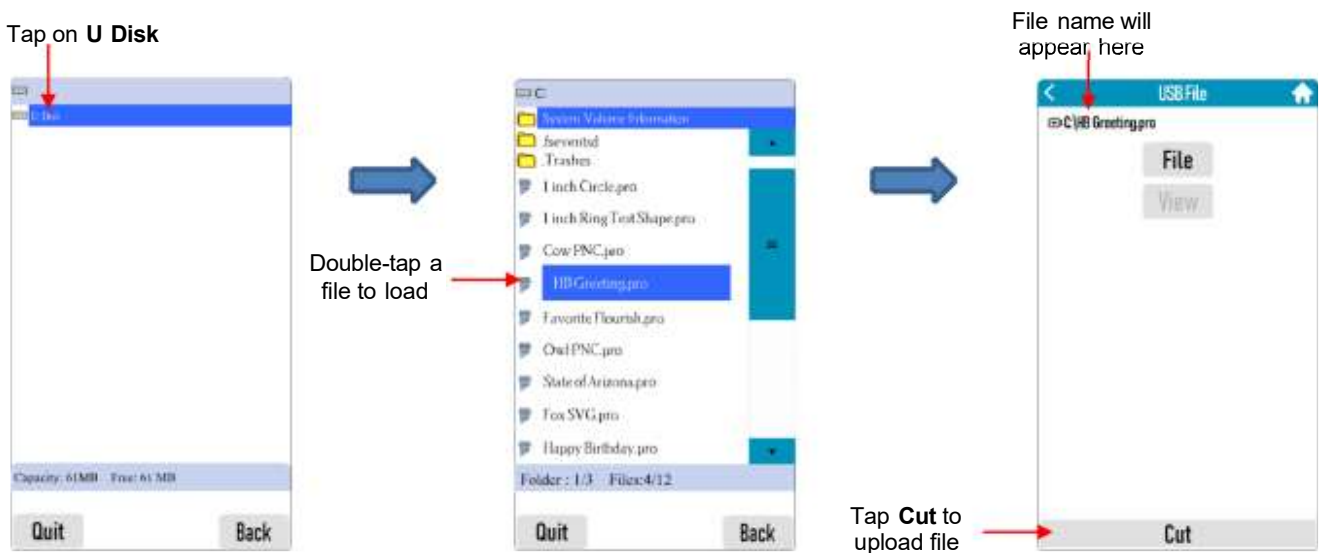 Tap on U Disk
U Disk
Capacity: 61MB Free: 61 MB
Quit Back
C
System Volume Information
.fseventsd
.Trashes
1 inch Circle.pro
1 inch Ring Test Shape.pro
Cow PNC.pro
Double-tap a
file to load
HB Greeting.pro
Favorite Flourish.pro
Owl PNC.pro
State of Arizona.pro
Fox SVG.pro
Happy Birthday.pro
Folder : 1/3 Files:4/12
Quit Back
File name will
appear here
USB File
C\HB Greeting.pro
File
View
Tap Cut to
upload file
Cut